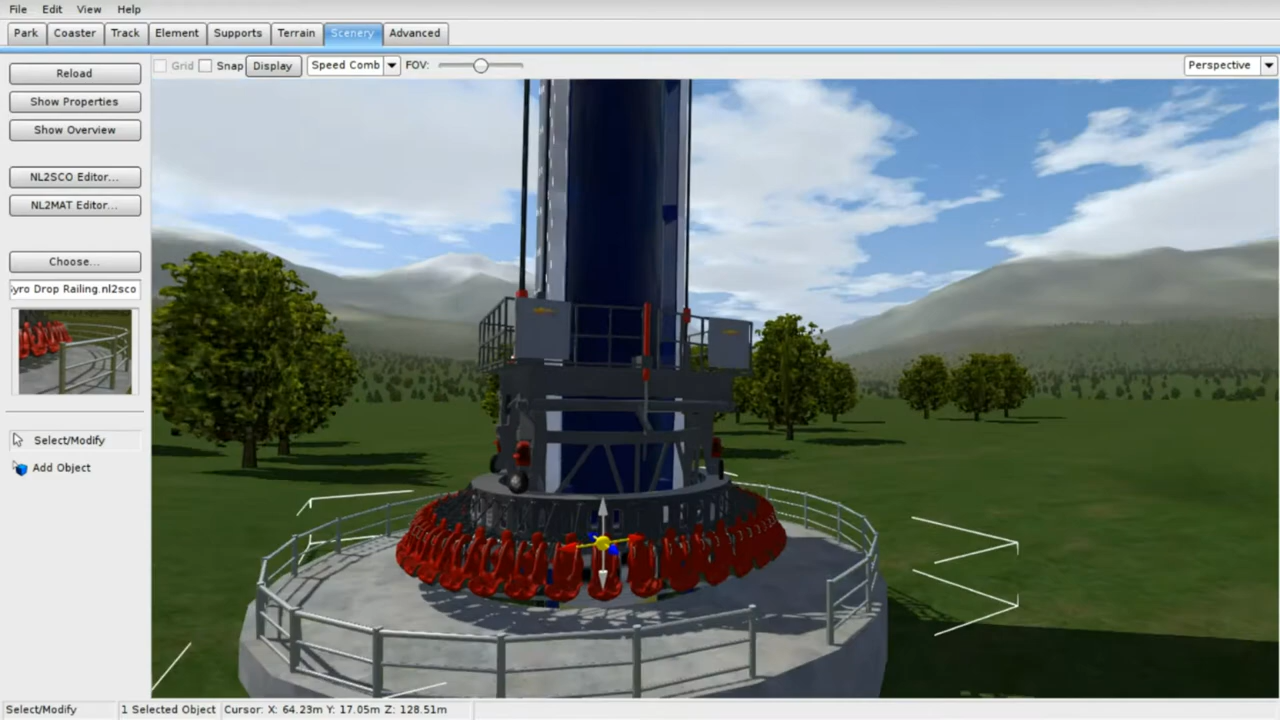 File Edit View Help
Park Coaster Track Element Supports Terrain Scenery Advanced
Reload
Grid Snap Display Speed Comb FOV: Perspective
Show Properties
Show Overview
NL2SCO Editor...
NL2MAT Editor...
Choose...
yro Drop Railing.nl2sco
Select/Modify
Add Object
Select/Modify 1 Selected Object Cursor: X: 64.23m Y: 17.05m Z: 128.51m